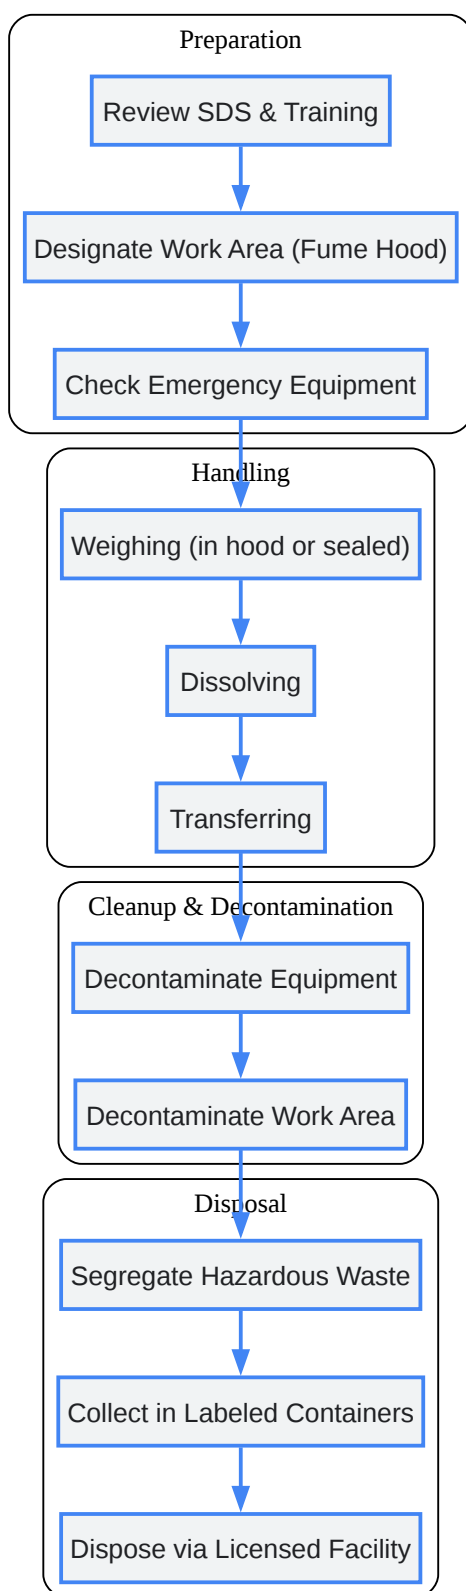 Preparation
Review SDS & Training
Designate Work Area (Fume Hood)
Check Emergency Equipment
Handling
Weighing (in hood or sealed)
Dissolving
Transferring
Cleanup & Decontamination
Decontaminate Equipment
Decontaminate Work Area
Disposal
Segregate Hazardous Waste
Collect in Labeled Containers
Dispose via Licensed Facility